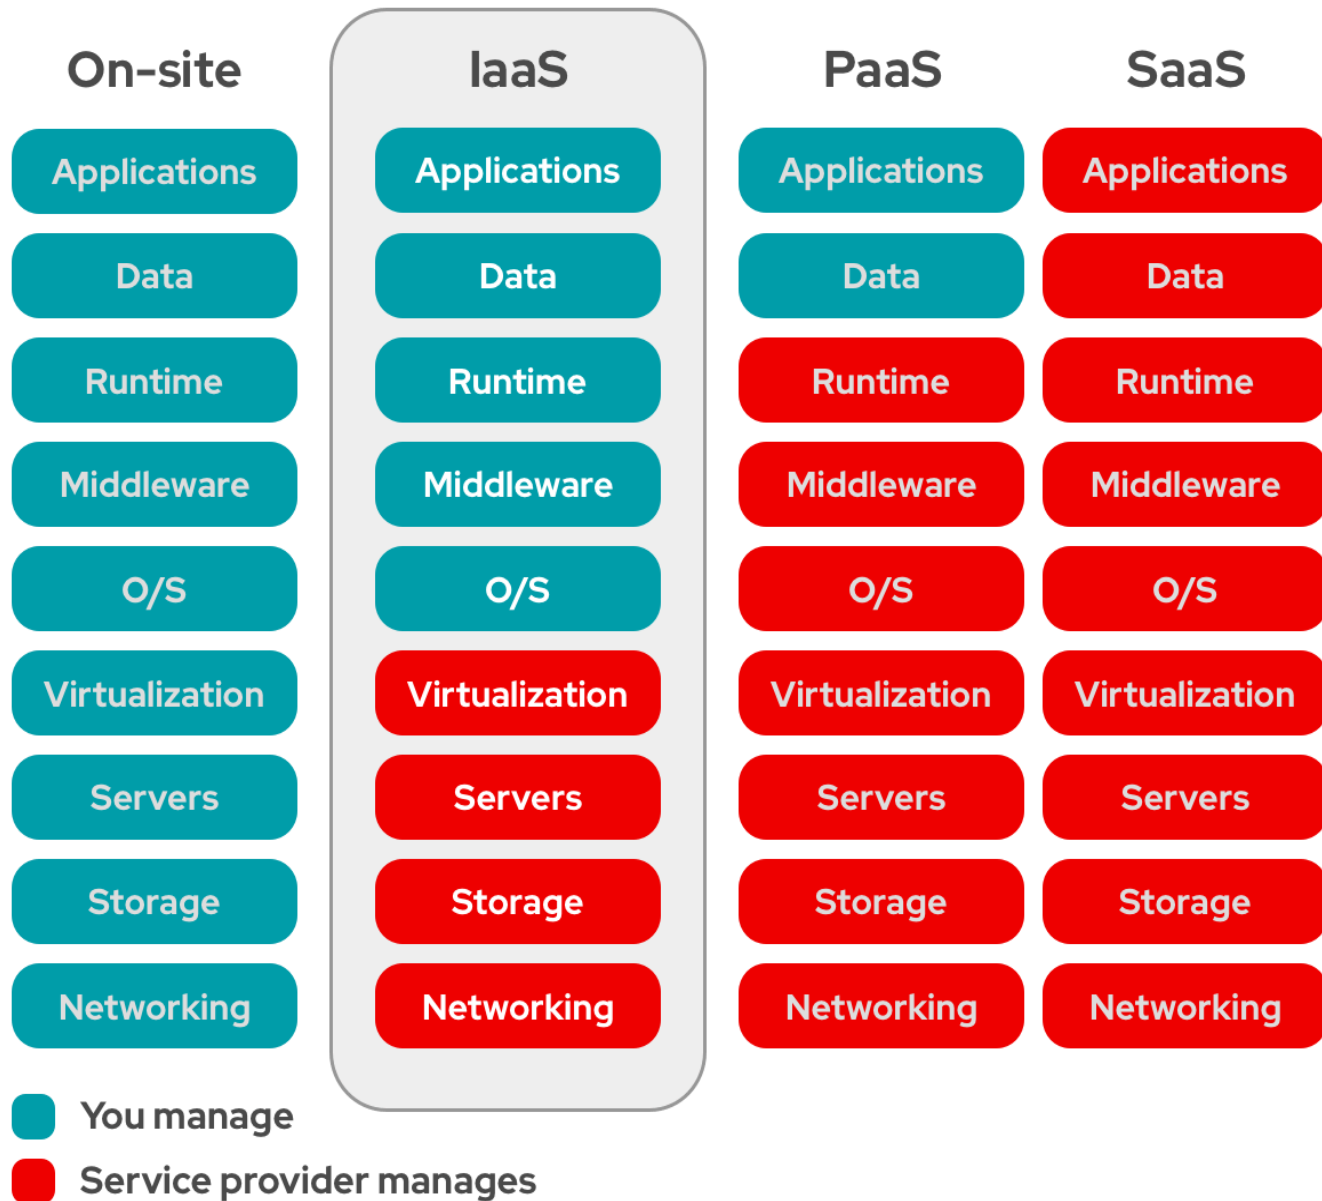 On-site
Applications
Data
Runtime
Middleware
O/S
Virtualization
Servers
Storage
Networking
IaaS
Applications
Data
Runtime
Middleware
O/S
Virtualization
Servers
Storage
Networking
PaaS
Applications
Data
Runtime
Middleware
O/S
Virtualization
Servers
Storage
Networking
SaaS
Applications
Data
Runtime
Middleware
O/S
Virtualization
Servers
Storage
Networking
You manage
Service provider manages